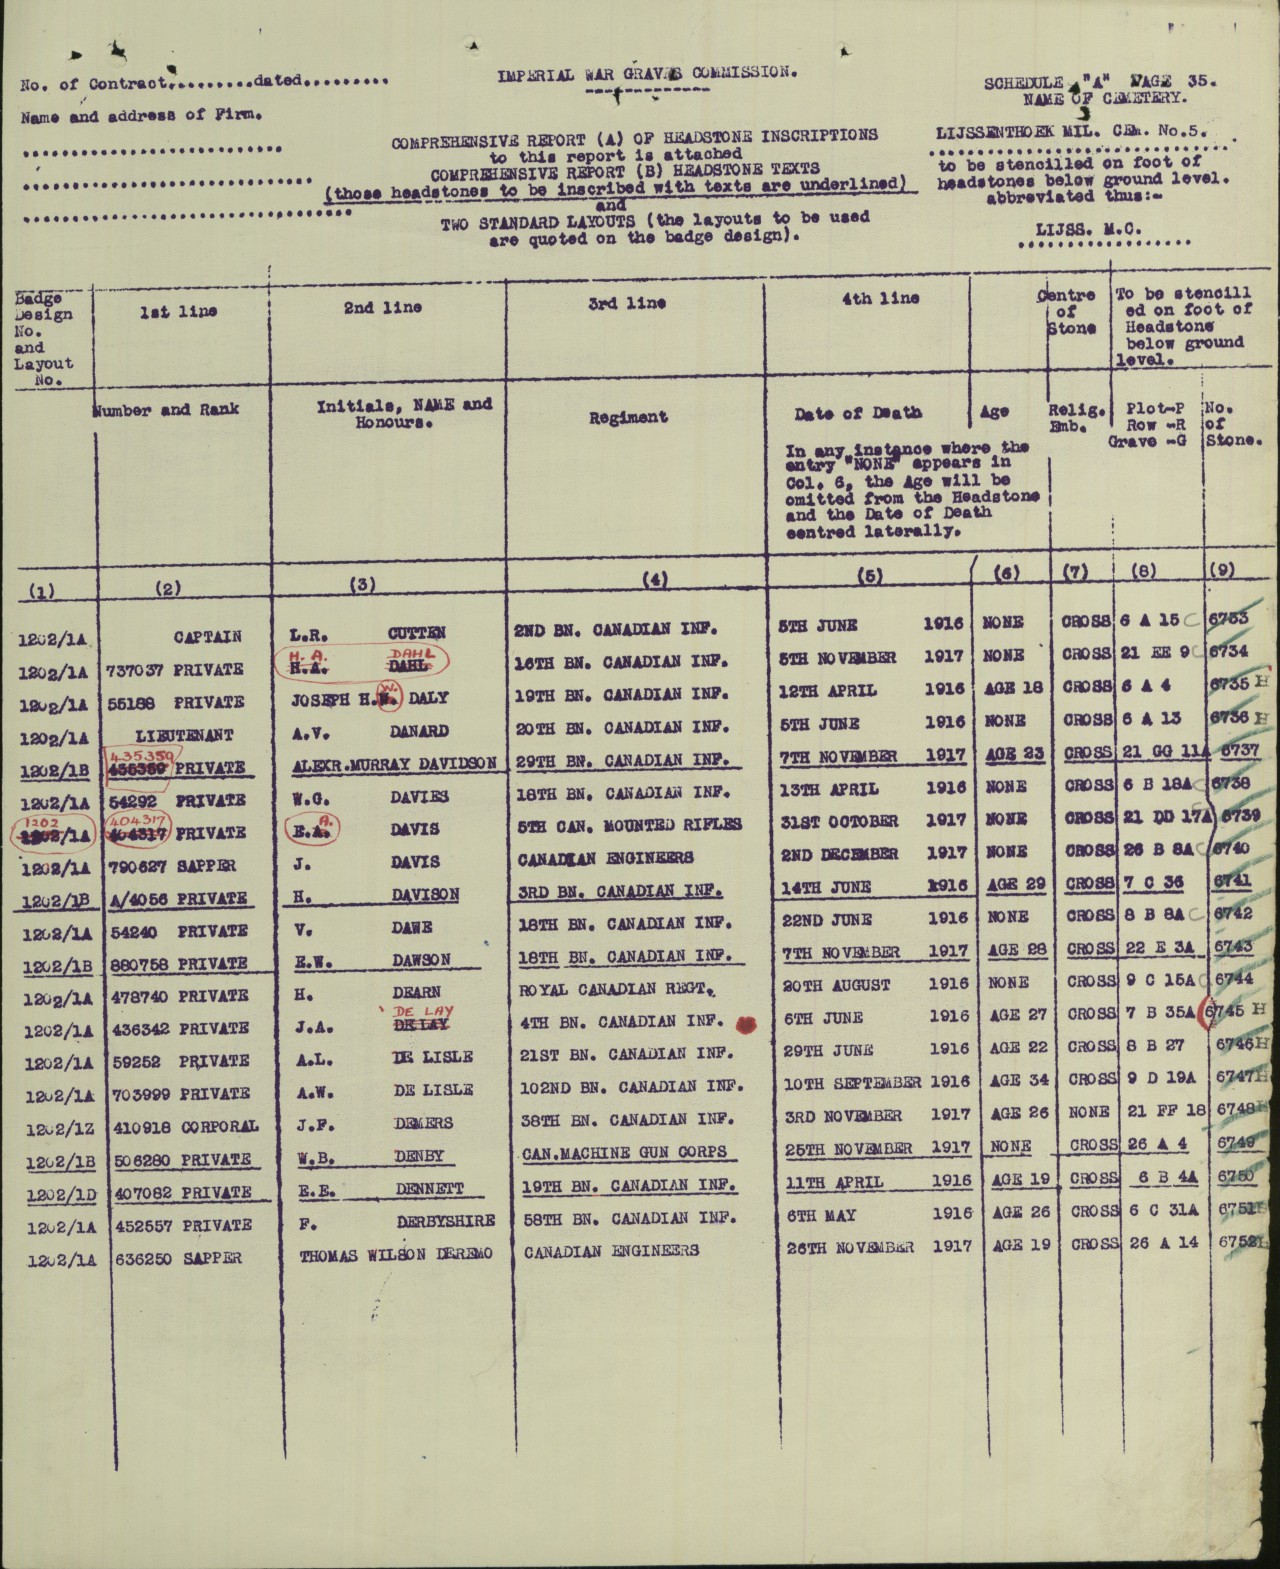 No. of Contract..........dated.........
IMPERIAL WAR GRAVES COMMISSION.
SCHEDULE "A" PAGE 35.
NAME OF CEMETERY.
Name and address of Firm.
LIJSSENTHOEK MIL. CEM. No.5.
to be stencilled on foot of
headstones below ground level.
abbreviated thus:-
LIJSS. M.C.
COMPREHENSIVE REPORT (A) OF HEADSTONE INSCRIPTIONS
to this report is attached
COMPREHENSIVE REPORT (B) HEADSTONE TEXTS
(those headstones to be inscribed with texts are underlined)
and
TWO STANDARD LAYOUTS (the layouts to be used
are quoted on the badge design).
Badge
Design
No.
and
Layout
No.
1st line
2nd line
3rd line
4th line
Centre
of
Stone
To be stencill
ed on foot of
Headstone
below ground
level.
Number and Rank
Initials, NAME and
Honours.
Regiment
Date of Death
Age
Relig.
Emb.
Plot-P
Row -R
Grave -G
No.
of
Stone.
In any instance where the
entry "NONE" appears in
Col. 6, the Age will be
omitted from the Headstone
and the Date of Death
centred laterally.
(1) (2) (3) (4) (5) (6) (7) (8) (9)
1202/1A CAPTAIN L.R. CUTTEN 2ND BN. CANADIAN INF. 5TH JUNE 1916 NONE CROSS 6 A 15 C 6733
H. A. DAHL
1202/1A 737037 PRIVATE H.A. DAHL 16TH BN. CANADIAN INF. 5TH NOVEMBER 1917 NONE CROSS 21 EE 9 C 6734
W.
1202/1A 55188 PRIVATE JOSEPH H.W. DALY 19TH BN. CANADIAN INF. 12TH APRIL 1916 AGE 18 CROSS 6 A 4 6735 H
1202/1A LIEUTENANT A.V. DANARD 20TH BN. CANADIAN INF. 5TH JUNE 1916 NONE CROSS 6 A 13 6736 H
435359
1202/1B 435359 PRIVATE ALEXR.MURRAY DAVIDSON 29TH BN. CANADIAN INF. 7TH NOVEMBER 1917 AGE 23 CROSS 21 GG 11A 6737
1202/1A 54292 PRIVATE W.G. DAVIES 18TH BN. CANADIAN INF. 13TH APRIL 1916 NONE CROSS 6 B 18A C 6738
1202 404317 A.
1202/1A 404317 PRIVATE E.A. DAVIS 5TH CAN. MOUNTED RIFLES 31ST OCTOBER 1917 NONE CROSS 21 DD 17A 6739
1202/1A 790627 SAPPER J. DAVIS CANADIAN ENGINEERS 2ND DECEMBER 1917 NONE CROSS 26 B 8A C 6740
1202/1B A/4056 PRIVATE H. DAVISON 3RD BN. CANADIAN INF. 14TH JUNE 1916 AGE 29 CROSS 7 C 36 6741
1202/1A 54240 PRIVATE V. DAWE 18TH BN. CANADIAN INF. 22ND JUNE 1916 NONE CROSS 8 B 8A C 6742
1202/1B 880758 PRIVATE E.W. DAWSON 18TH BN. CANADIAN INF. 7TH NOVEMBER 1917 AGE 28 CROSS 22 E 3A 6743
1202/1A 478740 PRIVATE H. DEARN ROYAL CANADIAN REGT. 20TH AUGUST 1916 NONE CROSS 9 C 15A C 6744
DE LAY
1202/1A 436342 PRIVATE J.A. DELAY 4TH BN. CANADIAN INF. 6TH JUNE 1916 AGE 27 CROSS 7 B 35A 6745 H
1202/1A 59252 PRIVATE A.L. DE LISLE 21ST BN. CANADIAN INF. 29TH JUNE 1916 AGE 22 CROSS 8 B 27 6746 H
1202/1A 703999 PRIVATE A.W. DE LISLE 102ND BN. CANADIAN INF. 10TH SEPTEMBER 1916 AGE 34 CROSS 9 D 19A 6747 H
1202/1Z 410918 CORPORAL J.F. DEMERS 38TH BN. CANADIAN INF. 3RD NOVEMBER 1917 AGE 26 NONE 21 FF 18 6748 H
1202/1B 506280 PRIVATE W.B. DENBY CAN.MACHINE GUN CORPS 25TH NOVEMBER 1917 NONE CROSS 26 A 4 6749
1202/1D 407082 PRIVATE E.E. DENNETT 19TH BN. CANADIAN INF. 11TH APRIL 1916 AGE 19 CROSS 6 B 4A 6750
1202/1A 452557 PRIVATE F. DERBYSHIRE 58TH BN. CANADIAN INF. 6TH MAY 1916 AGE 26 CROSS 6 C 31A 6751
1202/1A 636250 SAPPER THOMAS WILSON DEREMO CANADIAN ENGINEERS 26TH NOVEMBER 1917 AGE 19 CROSS 26 A 14 6752